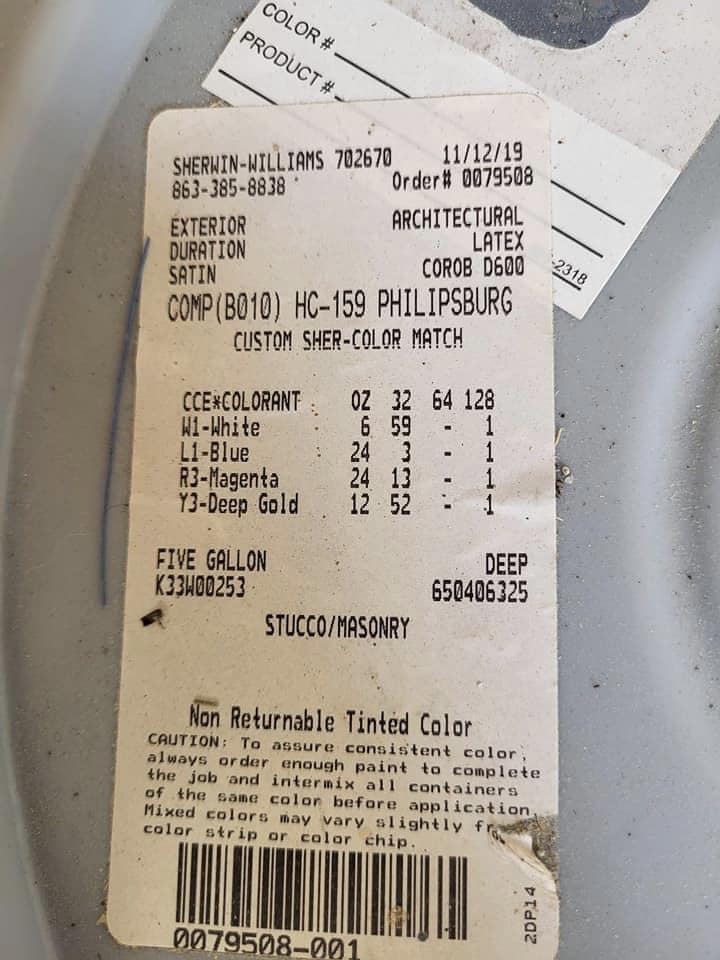 COLOR #
PRODUCT #
-2318
SHERWIN-WILLIAMS 702670 11/12/19
863-385-8838 Order# 0079508
EXTERIOR ARCHITECTURAL
DURATION LATEX
SATIN COROB D600
COMP(B010) HC-159 PHILIPSBURG
CUSTOM SHER-COLOR MATCH
CCE*COLORANT OZ 32 64 128
W1-White 6 59 - 1
L1-Blue 24 3 - 1
R3-Magenta 24 13 - 1
Y3-Deep Gold 12 52 - 1
FIVE GALLON DEEP
K33W00253 650406325
STUCCO/MASONRY
Non Returnable Tinted Color
CAUTION: To assure consistent color,
always order enough paint to complete
the job and intermix all containers
of the same color before application.
Mixed colors may vary slightly
color strip or color chip.
0079508-001
2DP14